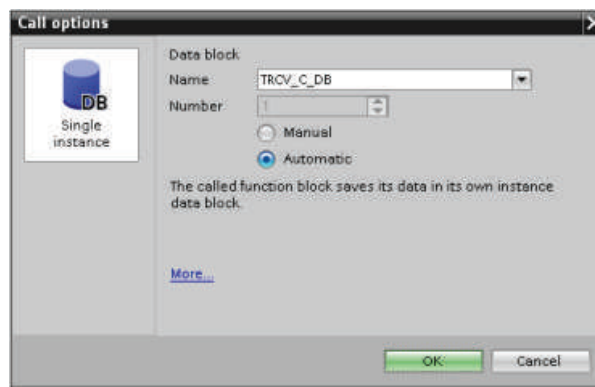 Call options
DB
Single
instance
Data block
Name
TRCV_C_DB
Number
1
Manual
Automatic
The called function block saves its data in its own instance
data block.
More...
OK
Cancel